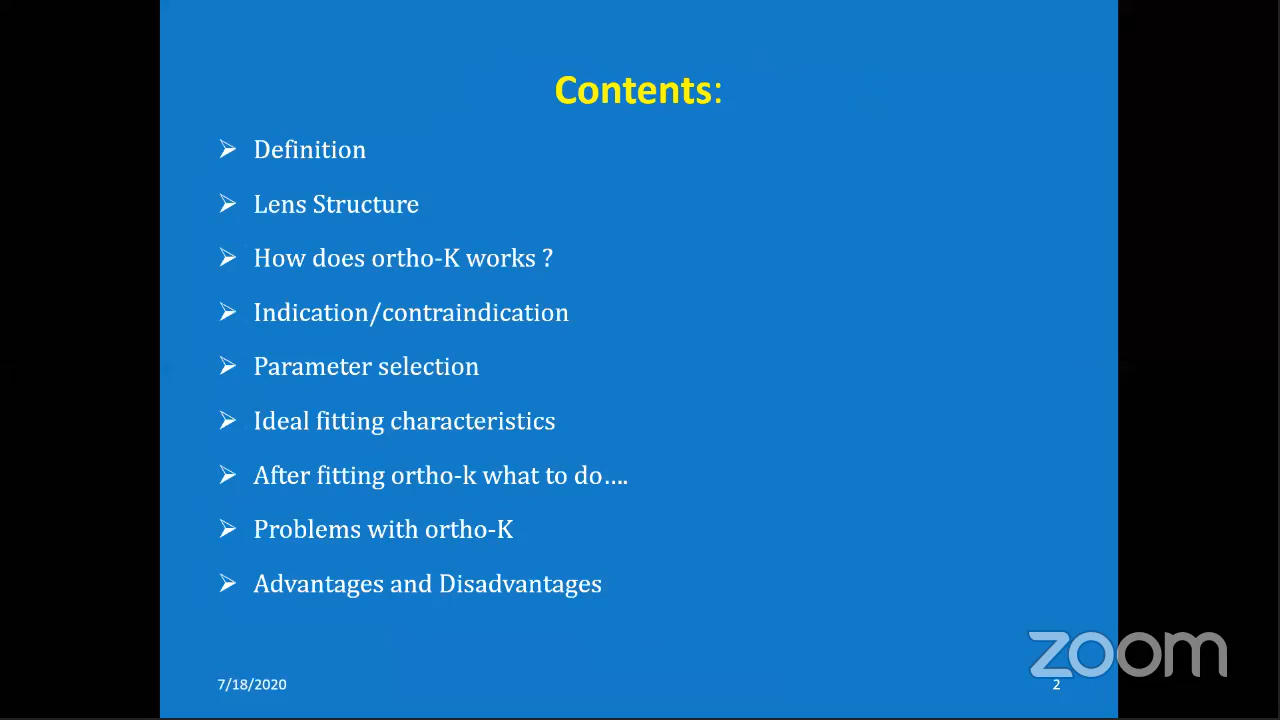 Contents:
Definition
Lens Structure
How does ortho-K works ?
Indication/contraindication
Parameter selection
Ideal fitting characteristics
After fitting ortho-k what to do....
Problems with ortho-K
Advantages and Disadvantages
zoom
7/18/2020
2